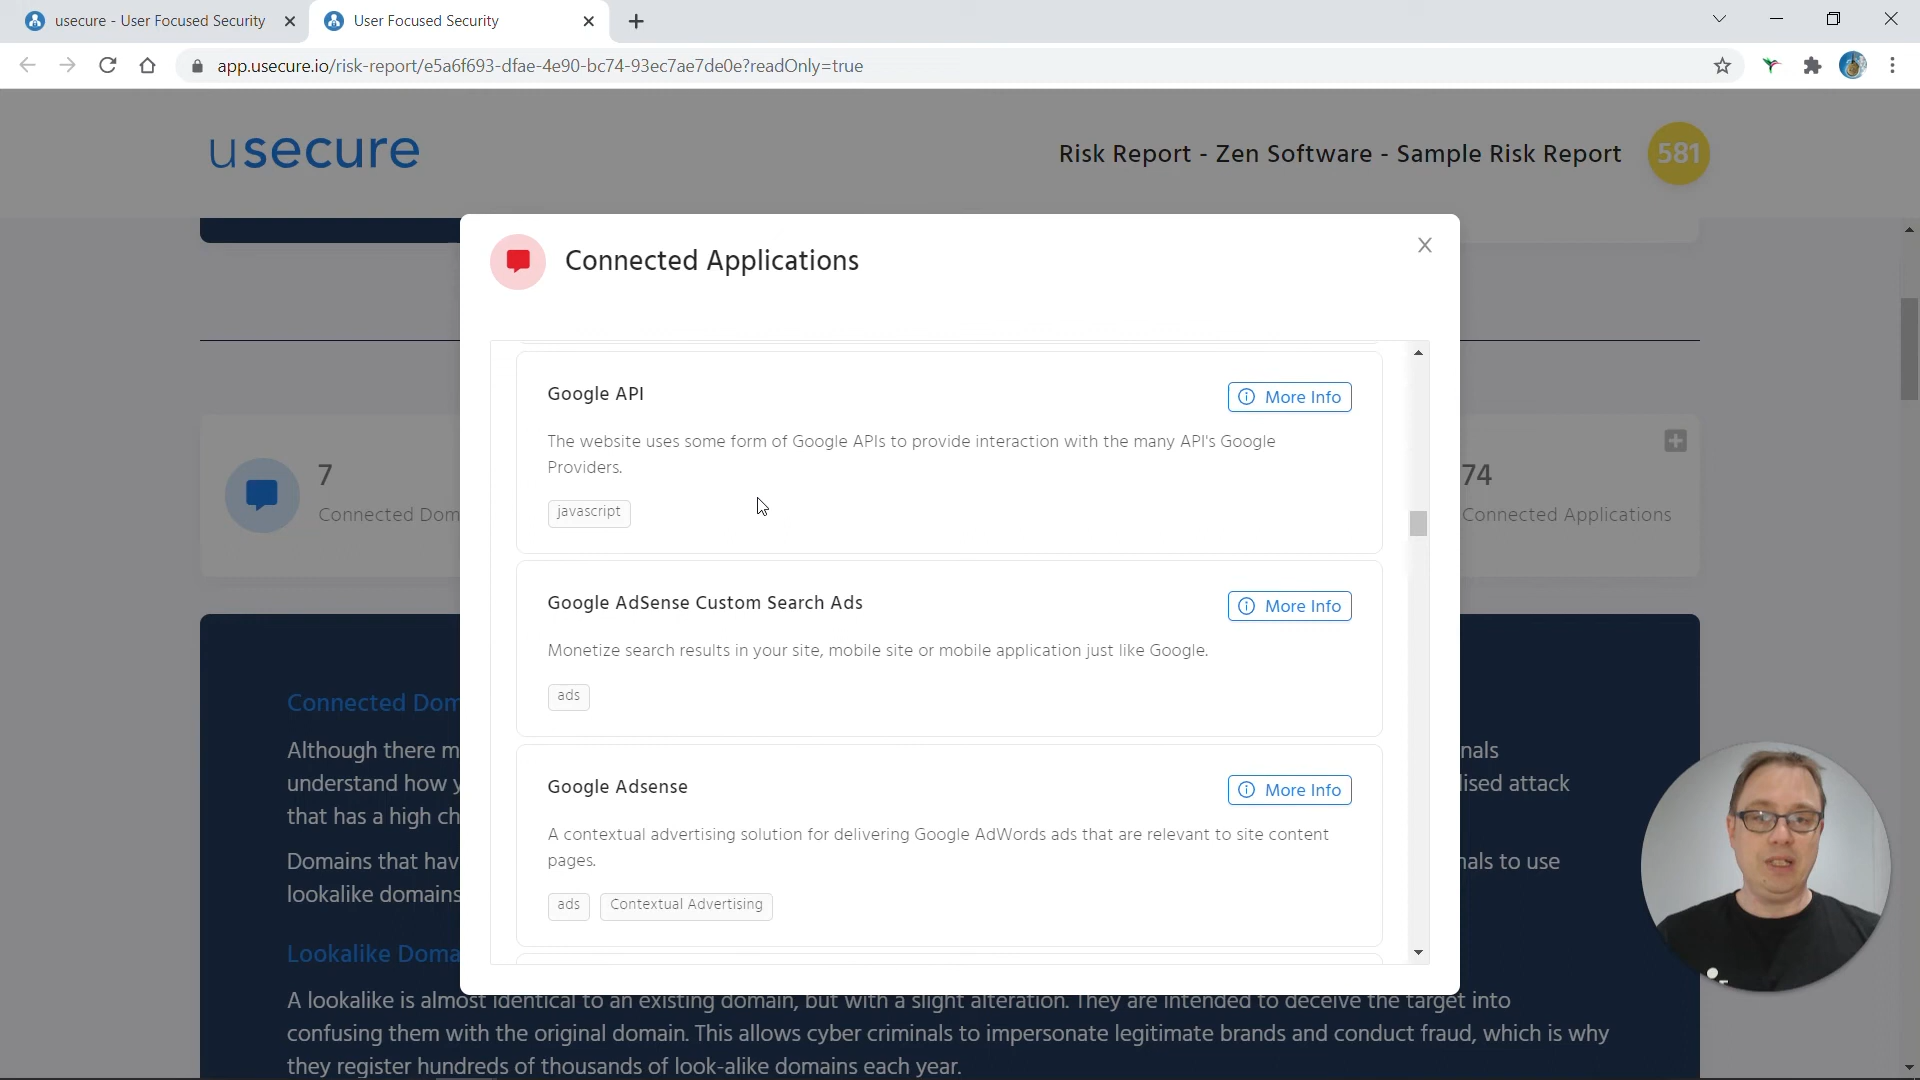 usecure - User Focused Security
User Focused Security
app.usecure.io/risk-report/e5a6f693-dfae-4e90-bc74-93ec7ae7de0e?readOnly=true
usecure
Risk Report - Zen Software - Sample Risk Report
581
Connected Applications
Google API
More Info
The website uses some form of Google APIs to provide interaction with the many API's Google
Providers.
javascript
Google AdSense Custom Search Ads
More Info
Monetize search results in your site, mobile site or mobile application just like Google.
ads
Google Adsense
More Info
A contextual advertising solution for delivering Google AdWords ads that are relevant to site content
pages.
ads
Contextual Advertising
7
Connected Dom
74
Connected Applications
Connected Dom
Although there m
nals
understand how y
lised attack
that has a high ch
Domains that hav
nals to use
lookalike domains
Lookalike Doma
A lookalike is almost identical to an existing domain, but with a slight alteration. They are intended to deceive the target into
confusing them with the original domain. This allows cyber criminals to impersonate legitimate brands and conduct fraud, which is why
they register hundreds of thousands of look-alike domains each year.